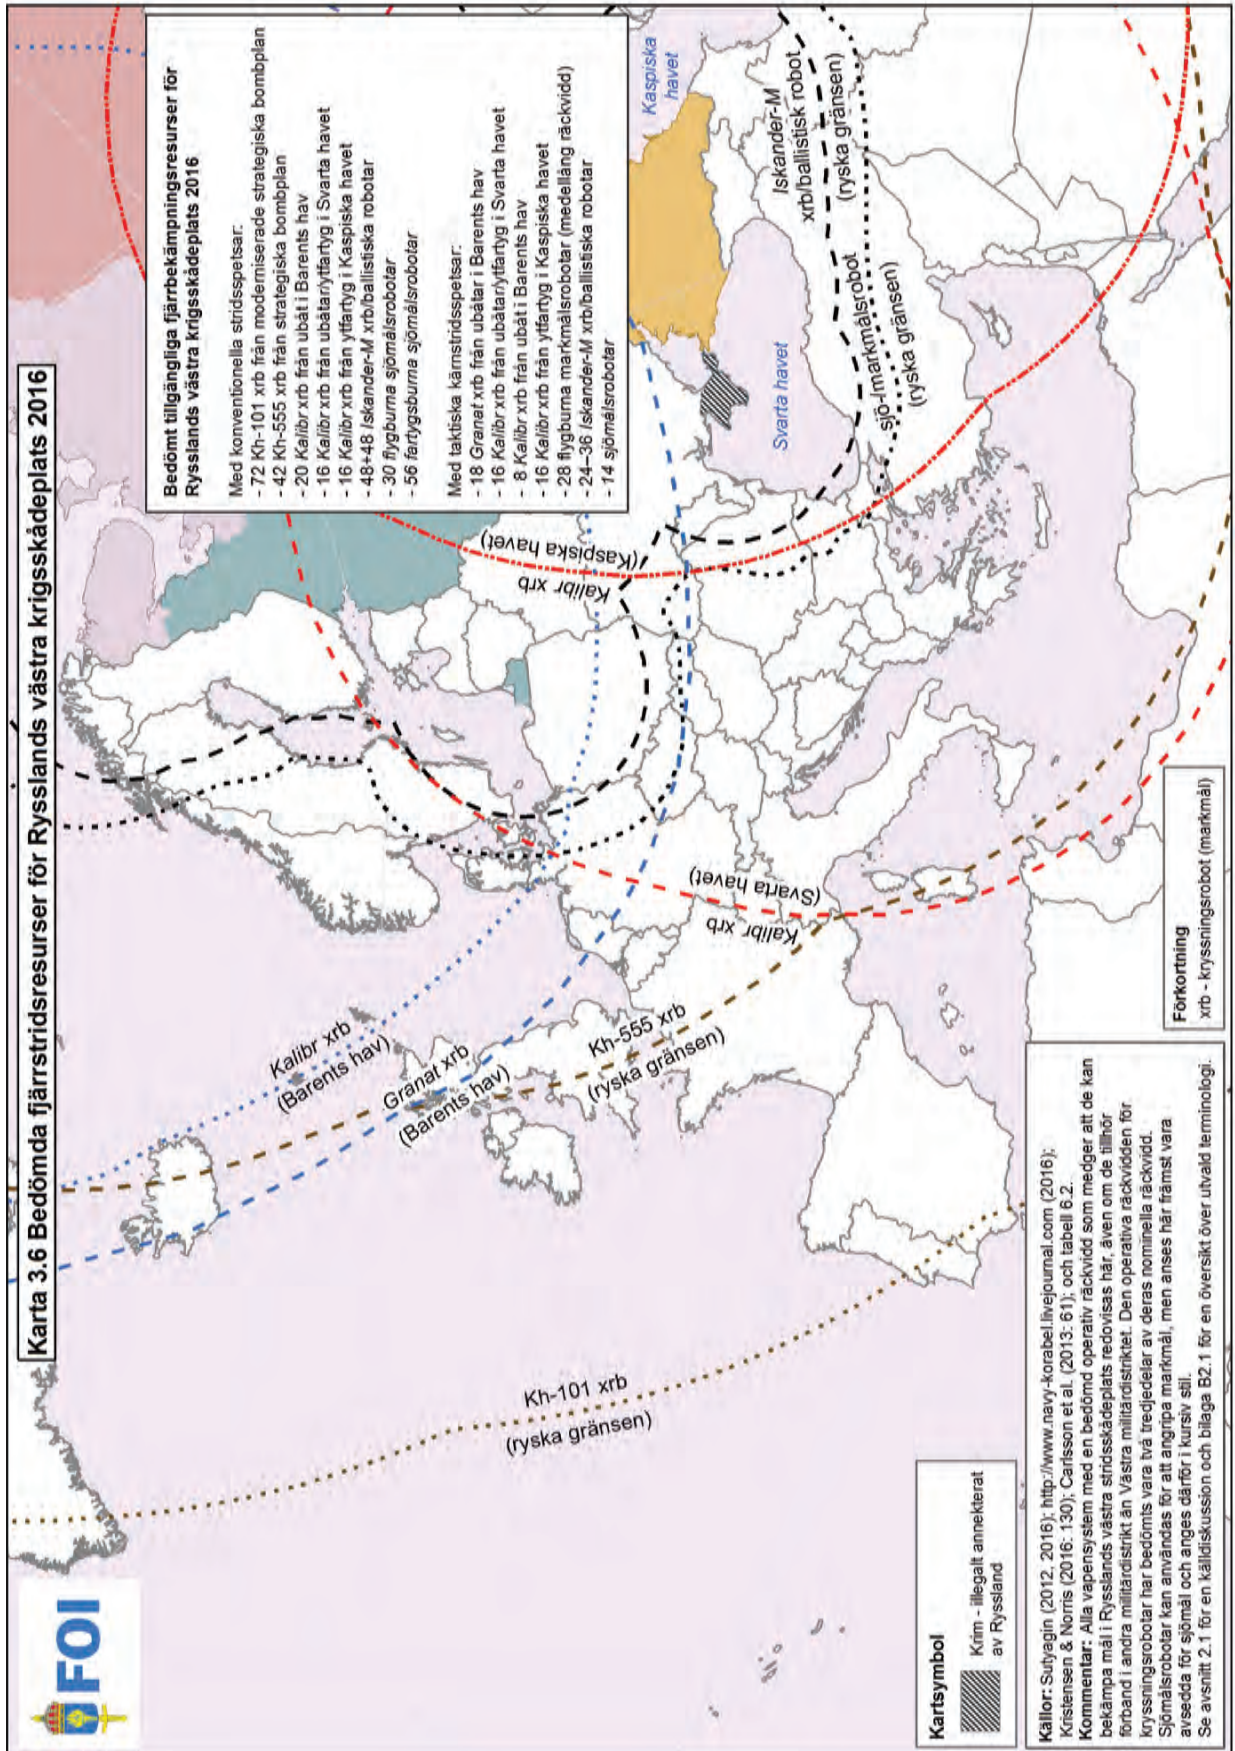 Karta 3.6 Bedömda fjärrstridsresurser för Rysslands västra krigsskådeplats 2016
FOI
Bedömt tillgängliga fjärrbekämpningsresurser för
Rysslands västra krigsskådeplats 2016
Med konventionella stridsspetsar:
- 72 Kh-101 xrb från moderniserade strategiska bombplan
- 42 Kh-555 xrb från strategiska bombplan
- 20 Kalibr xrb från ubåt i Barents hav
- 16 Kalibr xrb från ubåtar/ytfartyg i Svarta havet
- 16 Kalibr xrb från ytfartyg i Kaspiska havet
- 48+48 Iskander-M xrb/ballistiska robotar
- 30 flygburna sjömålsrobotar
- 56 fartygsburna sjömålsrobotar
Med taktiska kärnstridsspetsar:
- 18 Granat xrb från ubåtar i Barents hav
- 16 Kalibr xrb från ubåtar/ytfartyg i Svarta havet
- 8 Kalibr xrb från ubåt i Barents hav
- 16 Kalibr xrb från ytfartyg i Kaspiska havet
- 28 flygburna markmålsrobotar (medellång räckvidd)
- 24–36 Iskander-M xrb/ballistiska robotar
- 14 sjömålsrobotar
Kaspiska
havet
Svarta havet
Iskander-M
xrb/ballistisk robot
(ryska gränsen)
sjö-/markmålsrobot
(ryska gränsen)
Kalibr xrb
(Kaspiska havet)
Kalibr xrb
(Svarta havet)
Kalibr xrb
(Barents hav)
Granat xrb
(Barents hav)
Kh-555 xrb
(ryska gränsen)
Kh-101 xrb
(ryska gränsen)
Kartsymbol
Krim - illegalt annekterat
av Ryssland
Förkortning
xrb - kryssningsrobot (markmål)
Källor: Sutyagin (2012, 2016); http://www.navy-korabel.livejournal.com (2016);
Kristensen & Norris (2016: 130); Carlsson et al. (2013: 61); och tabell 6.2.
Kommentar: Alla vapensystem med en bedömd operativ räckvidd som medger att de kan
bekämpa mål i Rysslands västra stridsskådeplats redovisas här, även om de tillhör
förband i andra militärdistrikt än Västra militärdistriktet. Den operativa räckvidden för
kryssningsrobotar har bedömts vara två tredjedelar av deras nominella räckvidd.
Sjömålsrobotar kan användas för att angripa markmål, men anses här främst vara
avsedda för sjömål och anges därför i kursiv stil.
Se avsnitt 2.1 för en källdiskussion och bilaga B2.1 för en översikt över utvald terminologi.